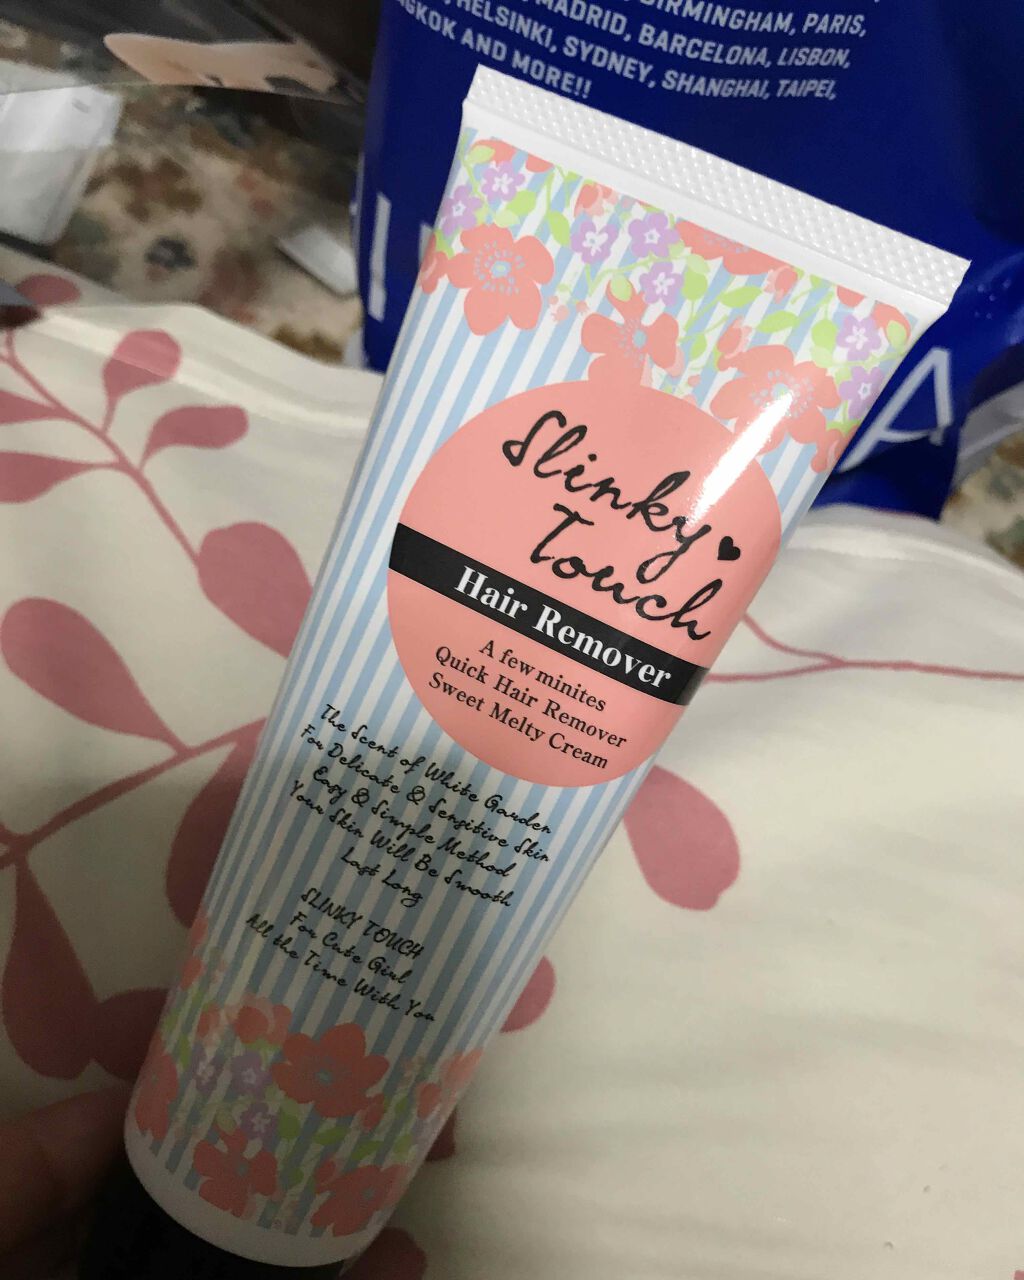 BIRMINGHAM, PARIS,
MADRID, BARCELONA, LISBON,
HELSINKI, SYDNEY, SHANGHAI, TAIPEI,
AND MORE!!
Slinky
Touch
Hair Remover
A few minites
Quick Hair Remover
Sweet Melty Cream
The Scent of White Garden
For Delicate & Sensitive Skin
Easy & Simple Method
Your Skin Will Be Smooth
Last Long
SLINKY TOUCH
For Cute Girl
All the Time With You